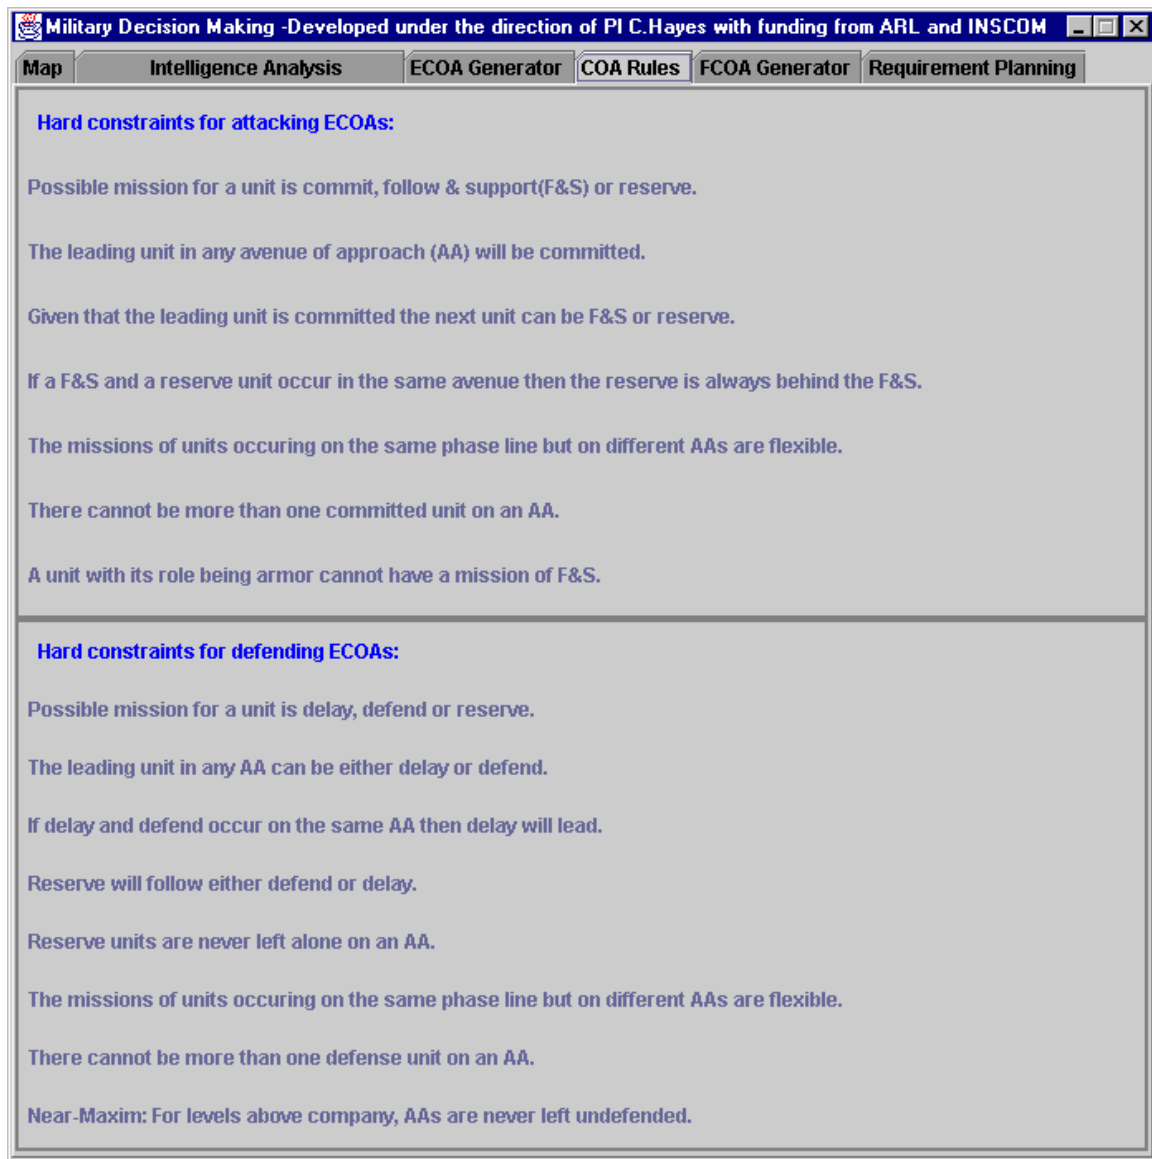 Military Decision Making -Developed under the direction of PI C.Hayes with funding from ARL and INSCOM
Map Intelligence Analysis ECOA Generator COA Rules FCOA Generator Requirement Planning
Hard constraints for attacking ECOAs:
Possible mission for a unit is commit, follow & support(F&S) or reserve.
The leading unit in any avenue of approach (AA) will be committed.
Given that the leading unit is committed the next unit can be F&S or reserve.
If a F&S and a reserve unit occur in the same avenue then the reserve is always behind the F&S.
The missions of units occuring on the same phase line but on different AAs are flexible.
There cannot be more than one committed unit on an AA.
A unit with its role being armor cannot have a mission of F&S.
Hard constraints for defending ECOAs:
Possible mission for a unit is delay, defend or reserve.
The leading unit in any AA can be either delay or defend.
If delay and defend occur on the same AA then delay will lead.
Reserve will follow either defend or delay.
Reserve units are never left alone on an AA.
The missions of units occuring on the same phase line but on different AAs are flexible.
There cannot be more than one defense unit on an AA.
Near-Maxim: For levels above company, AAs are never left undefended.